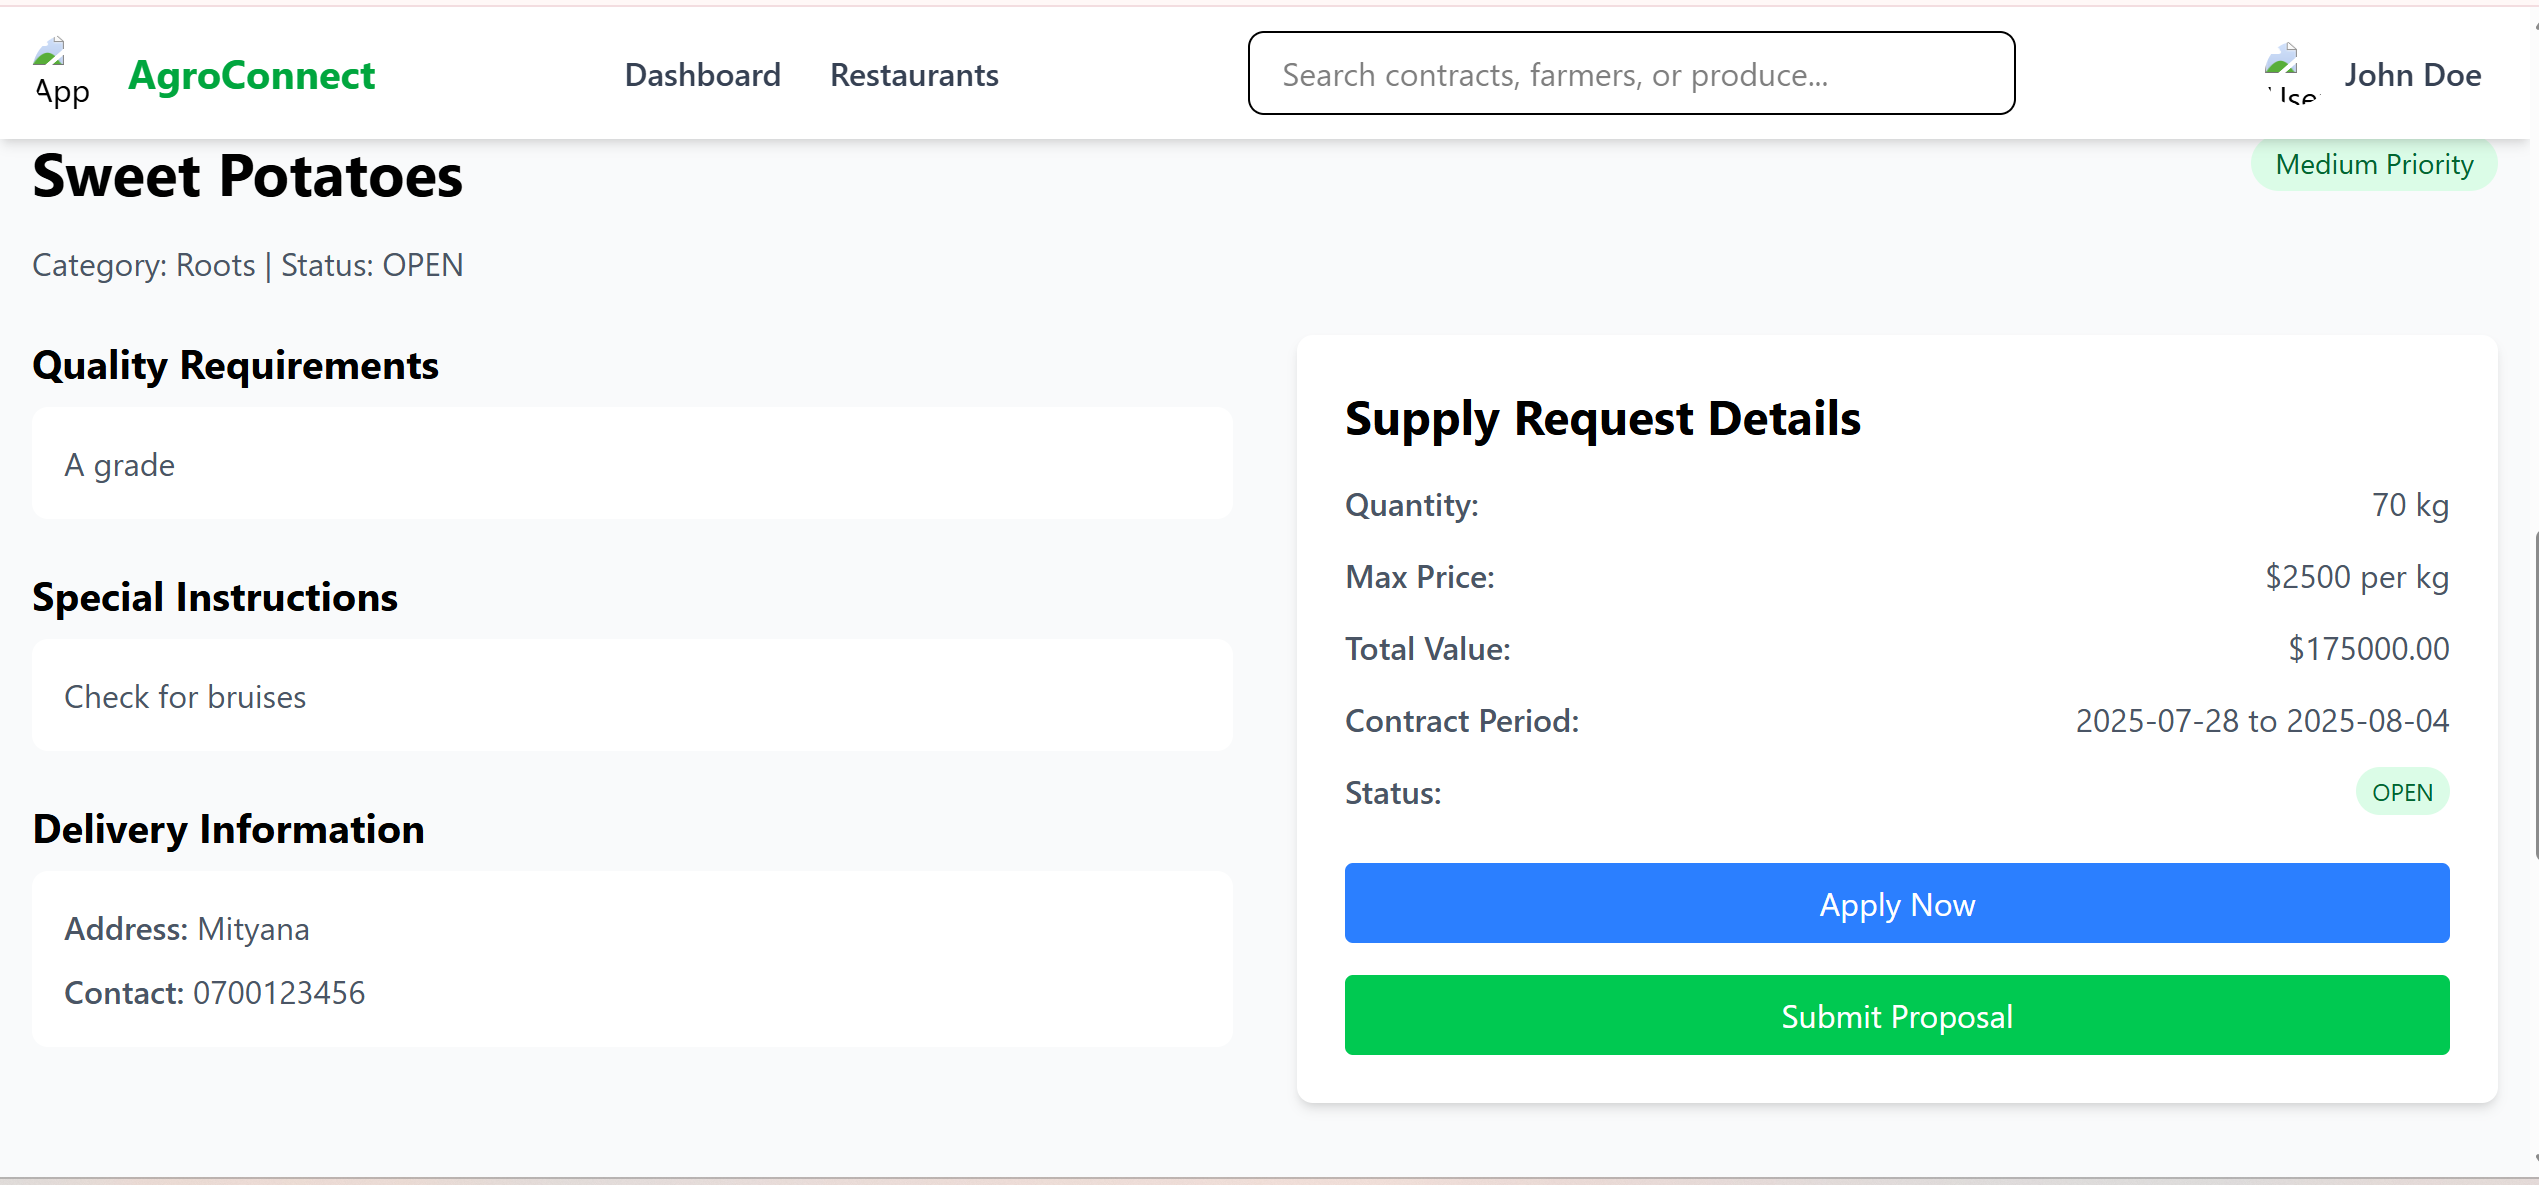 App
AgroConnect
Dashboard
Restaurants
Search contracts, farmers, or produce...
John Doe
Sweet Potatoes
Medium Priority
Category: Roots | Status: OPEN
Quality Requirements
A grade
Special Instructions
Check for bruises
Delivery Information
Address: Mityana
Contact: 0700123456
Supply Request Details
Quantity: 70 kg
Max Price: $2500 per kg
Total Value: $175000.00
Contract Period: 2025-07-28 to 2025-08-04
Status: OPEN
Apply Now
Submit Proposal